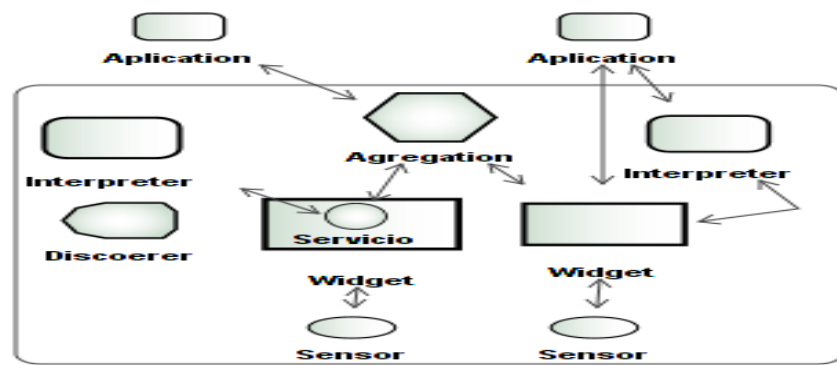 Aplication
Aplication
Agregation
Interpreter
Interpreter
Servicio
Discoerer
Widget
Widget
Sensor
Sensor